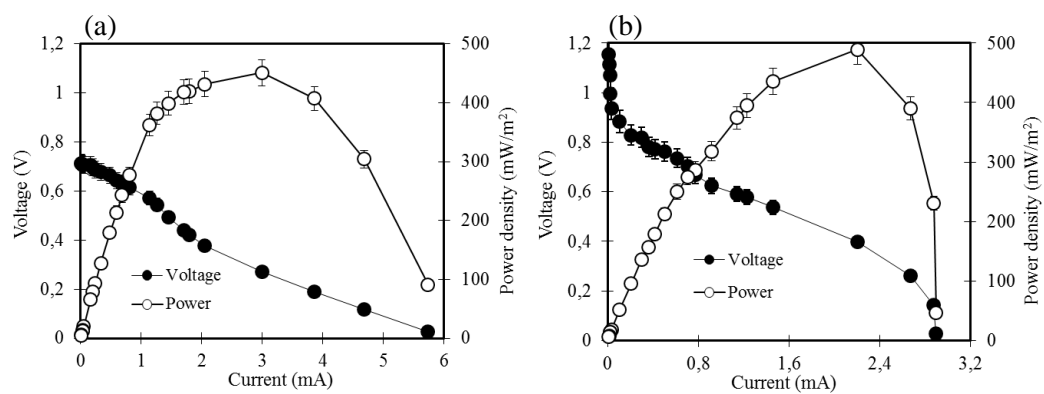 (a)
1,2
1
0,8
0,6
0,4
0,2
0
Voltage (V)
500
400
300
200
100
0
Power density (mW/m²)
Voltage
Power
0 1 2 3 4 5 6
Current (mA)
(b)
1,2
1
0,8
0,6
0,4
0,2
0
Voltage (V)
500
400
300
200
100
0
Power density (mW/m²)
Voltage
Power
0 0,8 1,6 2,4 3,2
Current (mA)